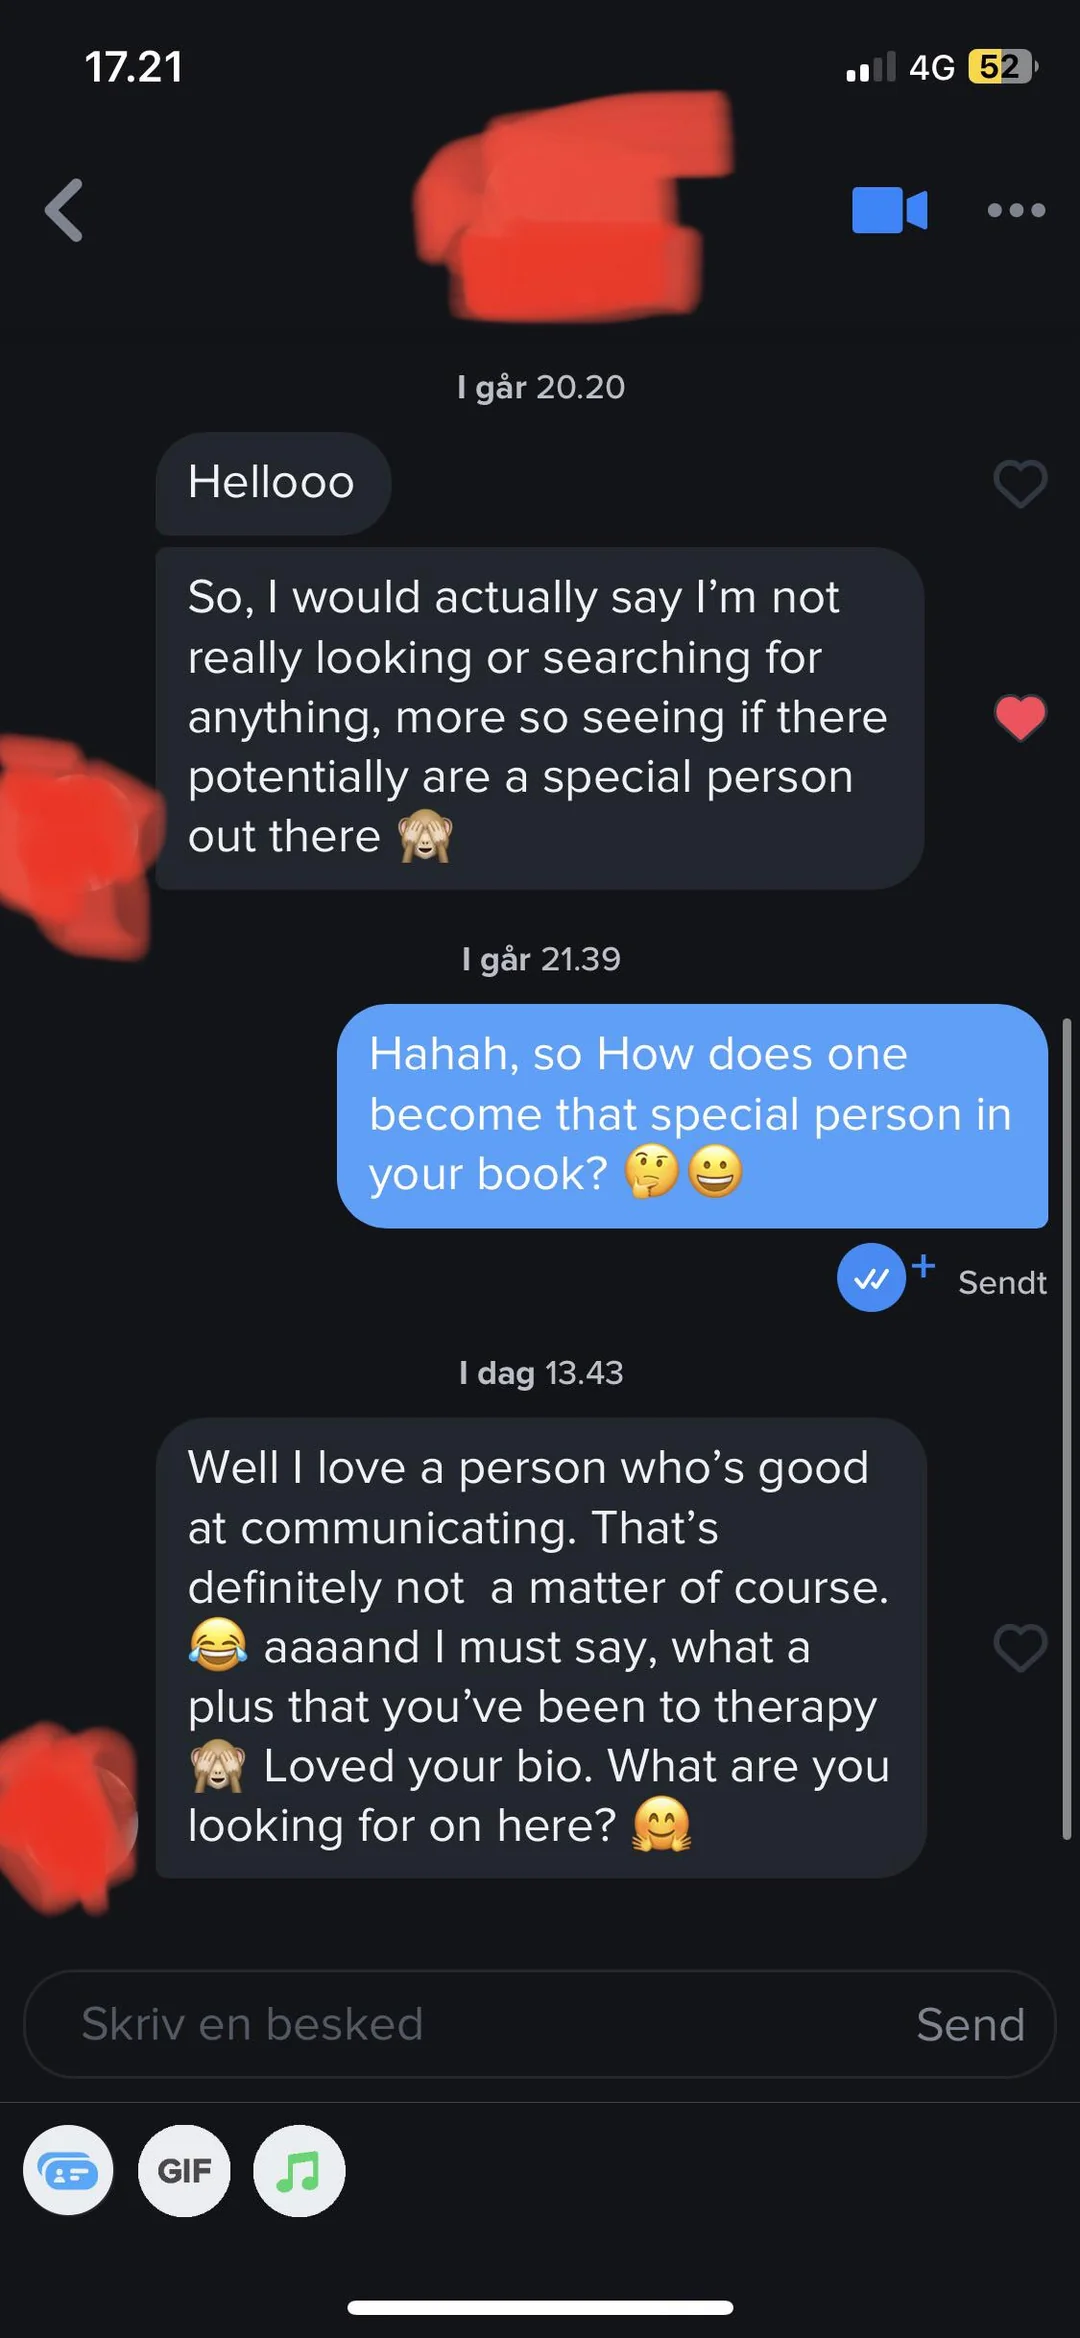 17.21
4G 52
I går 20.20
Hellooo
So, I would actually say I’m not
really looking or searching for
anything, more so seeing if there
potentially are a special person
out there 🙈
I går 21.39
Hahah, so How does one
become that special person in
your book? 🤔😀
+ Sendt
I dag 13.43
Well I love a person who’s good
at communicating. That’s
definitely not  a matter of course.
😂 aaaand I must say, what a
plus that you’ve been to therapy
🙈 Loved your bio. What are you
looking for on here? 🤗
Skriv en besked Send
GIF